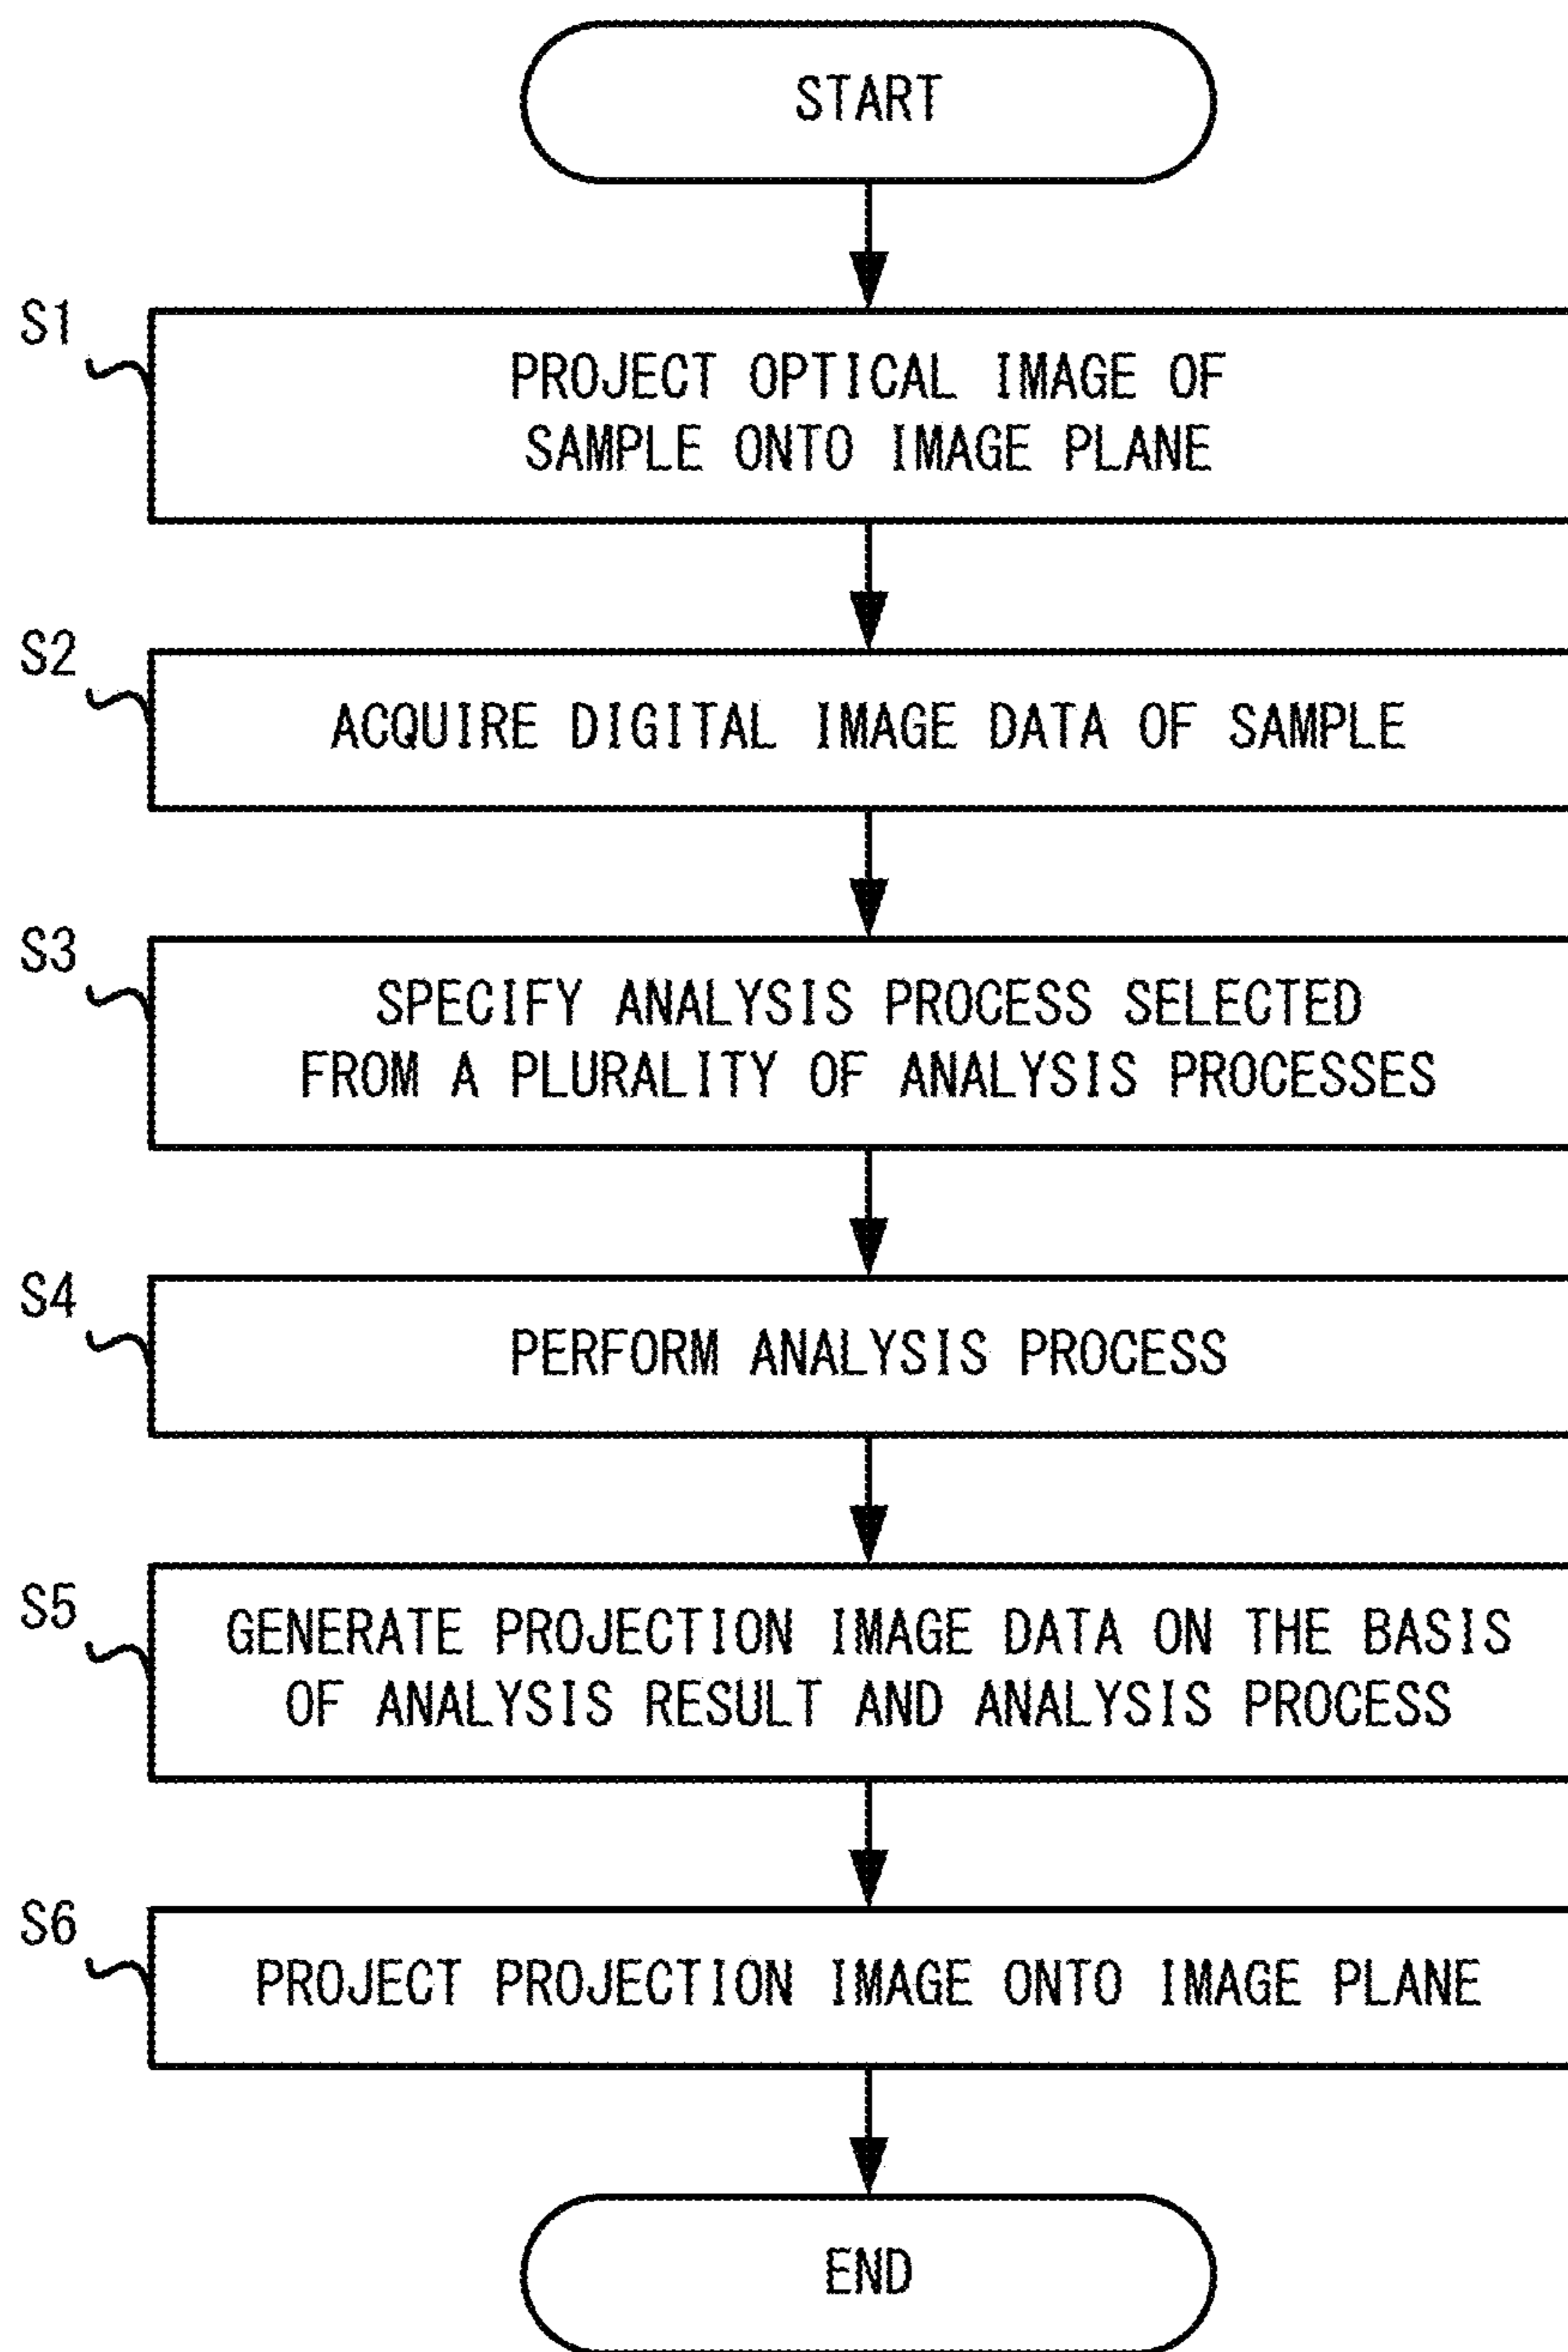 START
S1
PROJECT OPTICAL IMAGE OF
SAMPLE ONTO IMAGE PLANE
S2
ACQUIRE DIGITAL IMAGE DATA OF SAMPLE
S3
SPECIFY ANALYSIS PROCESS SELECTED
FROM A PLURALITY OF ANALYSIS PROCESSES
S4
PERFORM ANALYSIS PROCESS
S5
GENERATE PROJECTION IMAGE DATA ON THE BASIS
OF ANALYSIS RESULT AND ANALYSIS PROCESS
S6
PROJECT PROJECTION IMAGE ONTO IMAGE PLANE
END